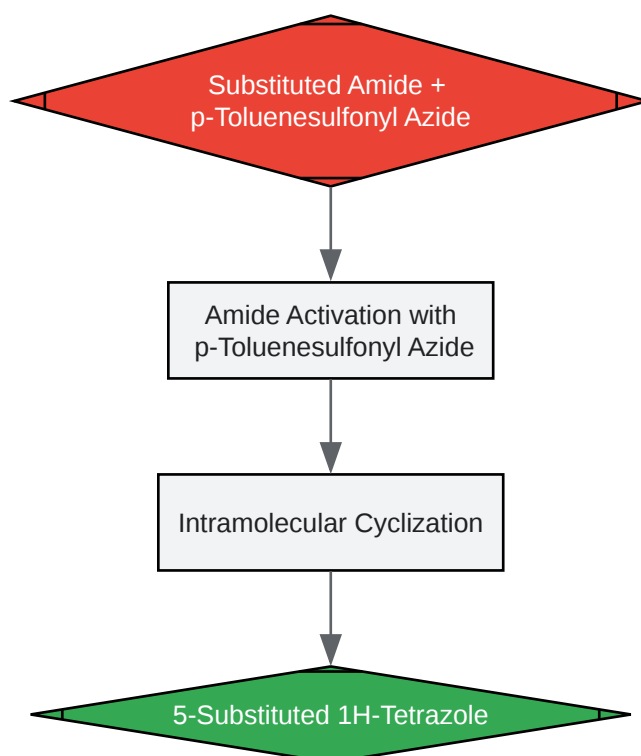 Substituted Amide +
p-Toluenesulfonyl Azide
Amide Activation with
p-Toluenesulfonyl Azide
Intramolecular Cyclization
5-Substituted 1H-Tetrazole